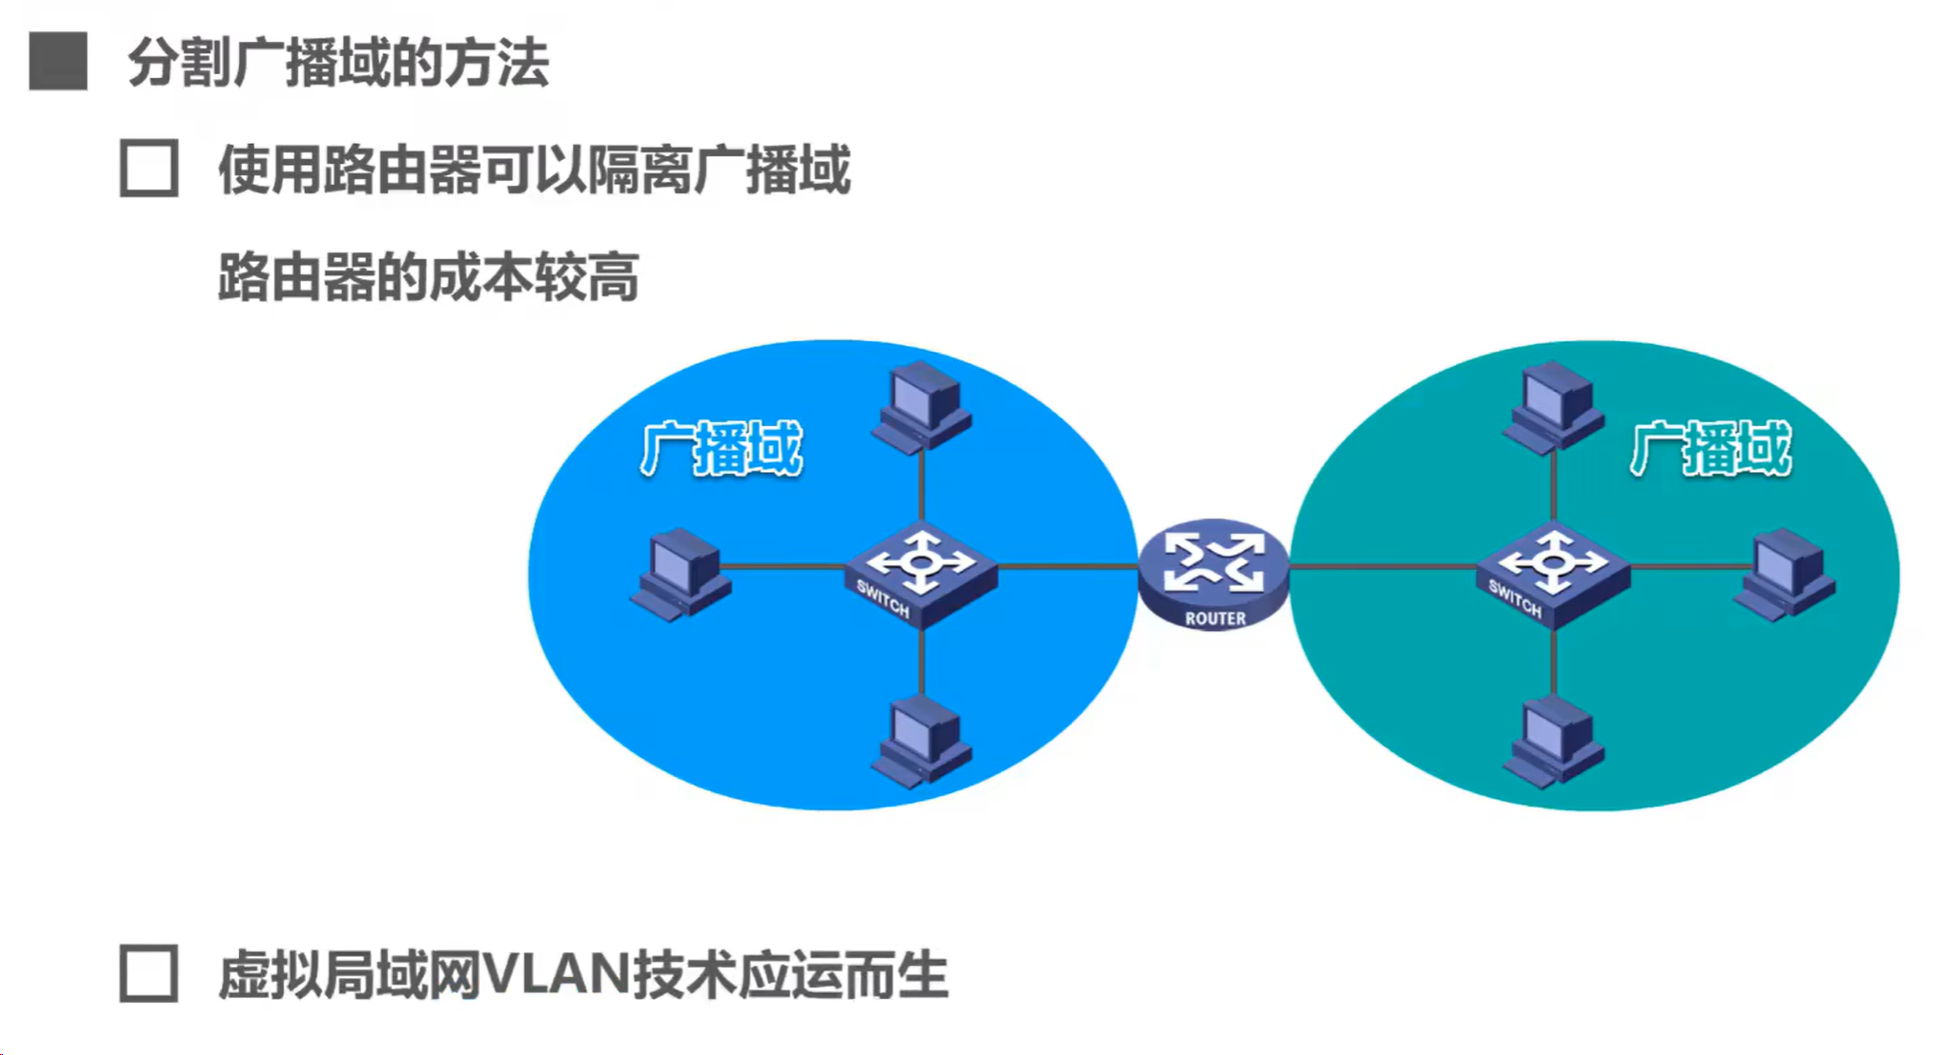 分割广播域的方法
使用路由器可以隔离广播域
路由器的成本较高
广播域
广播域
SWITCH
ROUTER
SWITCH
虚拟局域网VLAN技术应运而生